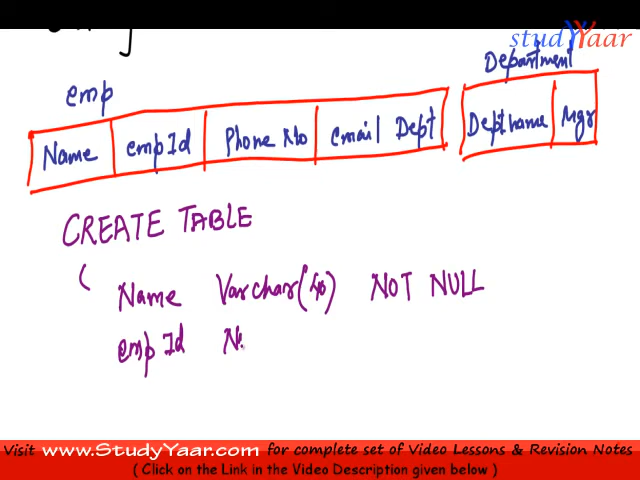 studYYaar
Department
emp
Name empId Phone No email Dept Deptname Mgr
CREATE TABLE
( Name Varchar(40) NOT NULL
empId N
Visit www.StudyYaar.com for complete set of Video Lessons & Revision Notes
( Click on the Link in the Video Description given below )